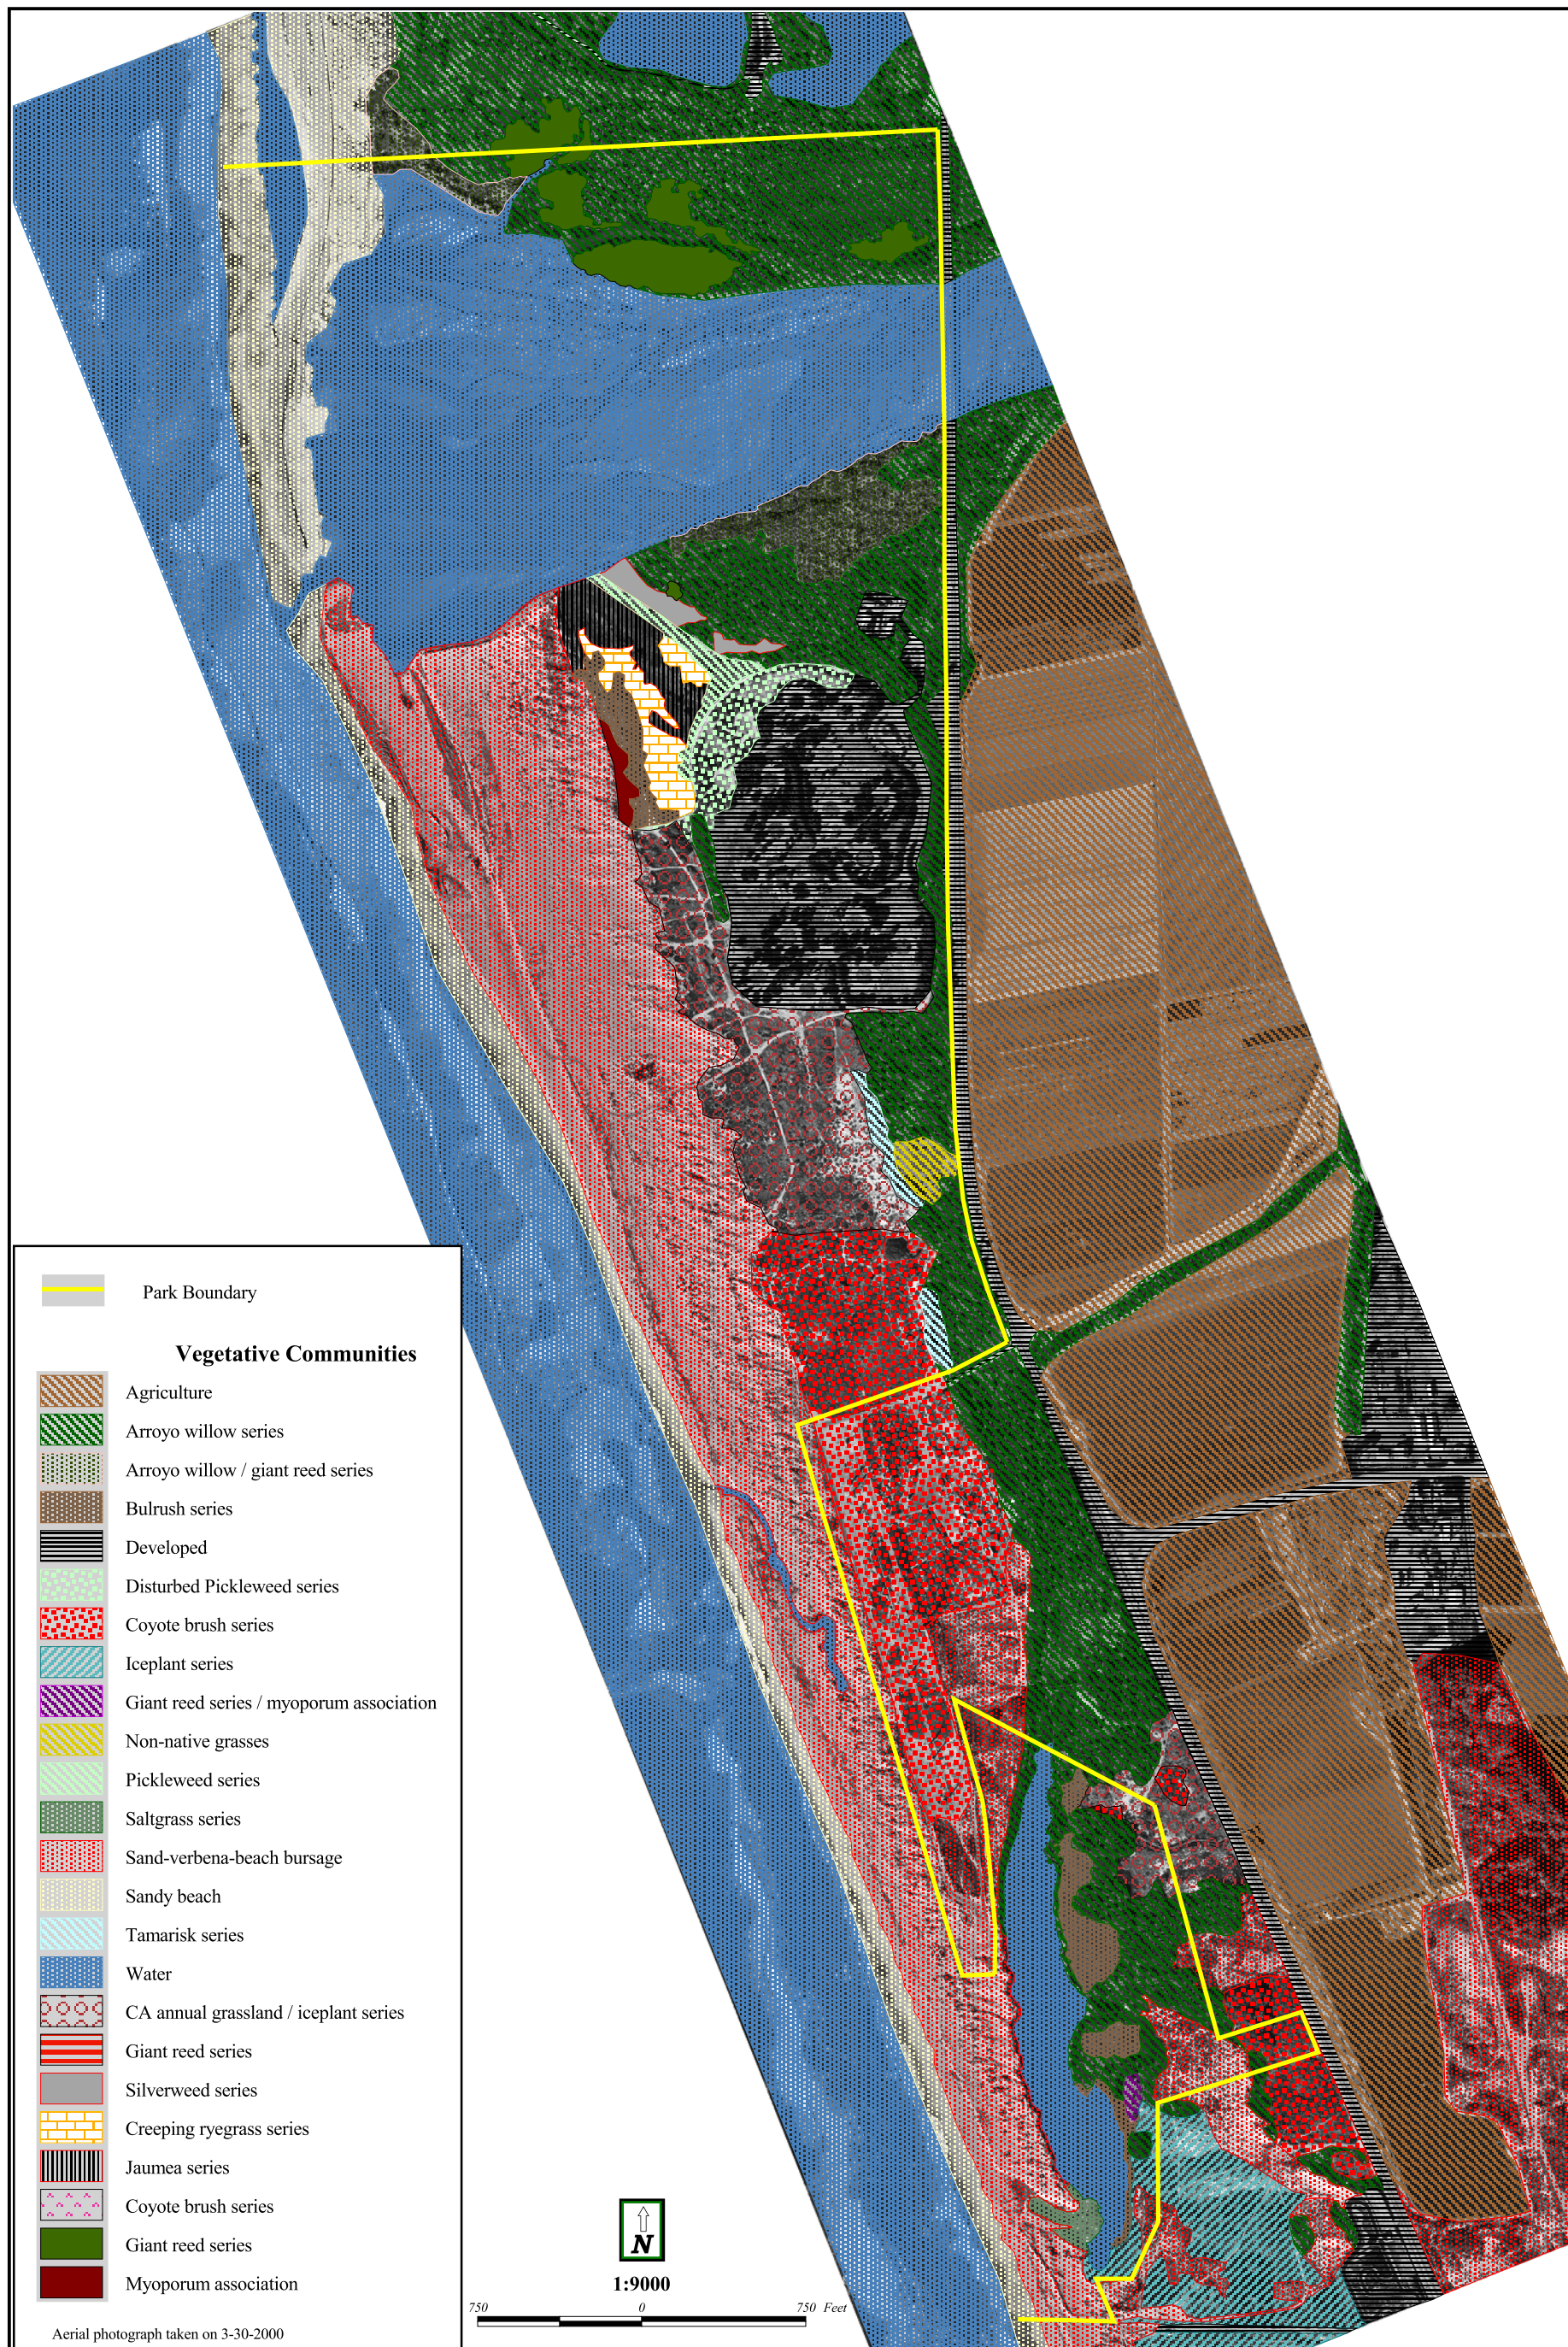 Park Boundary
Vegetative Communities
Agriculture
Arroyo willow series
Arroyo willow / giant reed series
Bulrush series
Developed
Disturbed Pickleweed series
Coyote brush series
Iceplant series
Giant reed series / myoporum association
Non-native grasses
Pickleweed series
Saltgrass series
Sand-verbena-beach bursage
Sandy beach
Tamarisk series
Water
CA annual grassland / iceplant series
Giant reed series
Silverweed series
Creeping ryegrass series
Jaumea series
Coyote brush series
Giant reed series
Myoporum association
Aerial photograph taken on 3-30-2000
N
1:9000
750 0 750 Feet